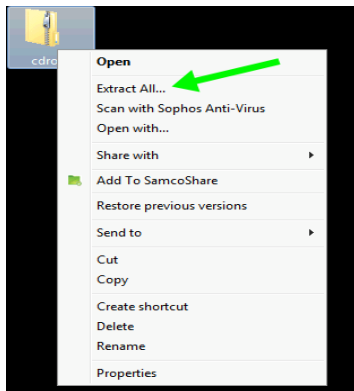 cdro
Open
Extract All...
Scan with Sophos Anti-Virus
Open with...
Share with
Add To SamcoShare
Restore previous versions
Send to
Cut
Copy
Create shortcut
Delete
Rename
Properties